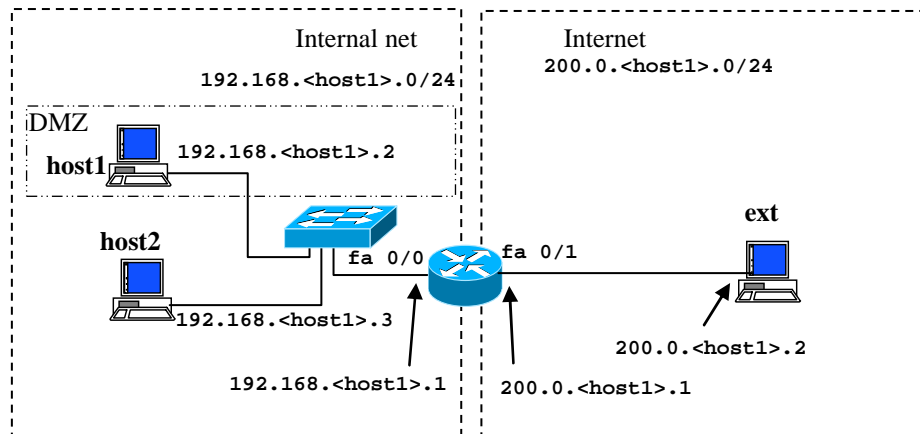 Internal net
192.168.<host1>.0/24
Internet
200.0.<host1>.0/24
DMZ
host1
192.168.<host1>.2
host2
192.168.<host1>.3
fa 0/0
fa 0/1
ext
192.168.<host1>.1
200.0.<host1>.1
200.0.<host1>.2